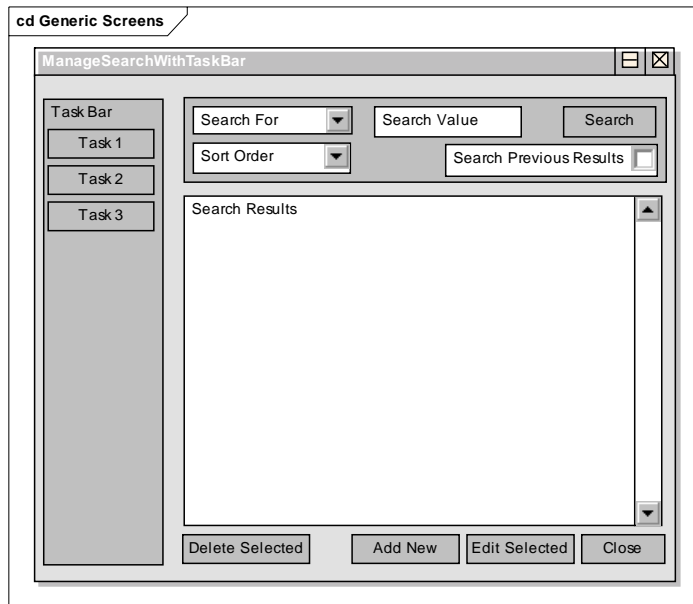 cd Generic Screens
ManageSearchWithTaskBar
Task Bar
Task 1
Task 2
Task 3
Search For
Search Value
Search
Sort Order
Search Previous Results
Search Results
Delete Selected
Add New
Edit Selected
Close